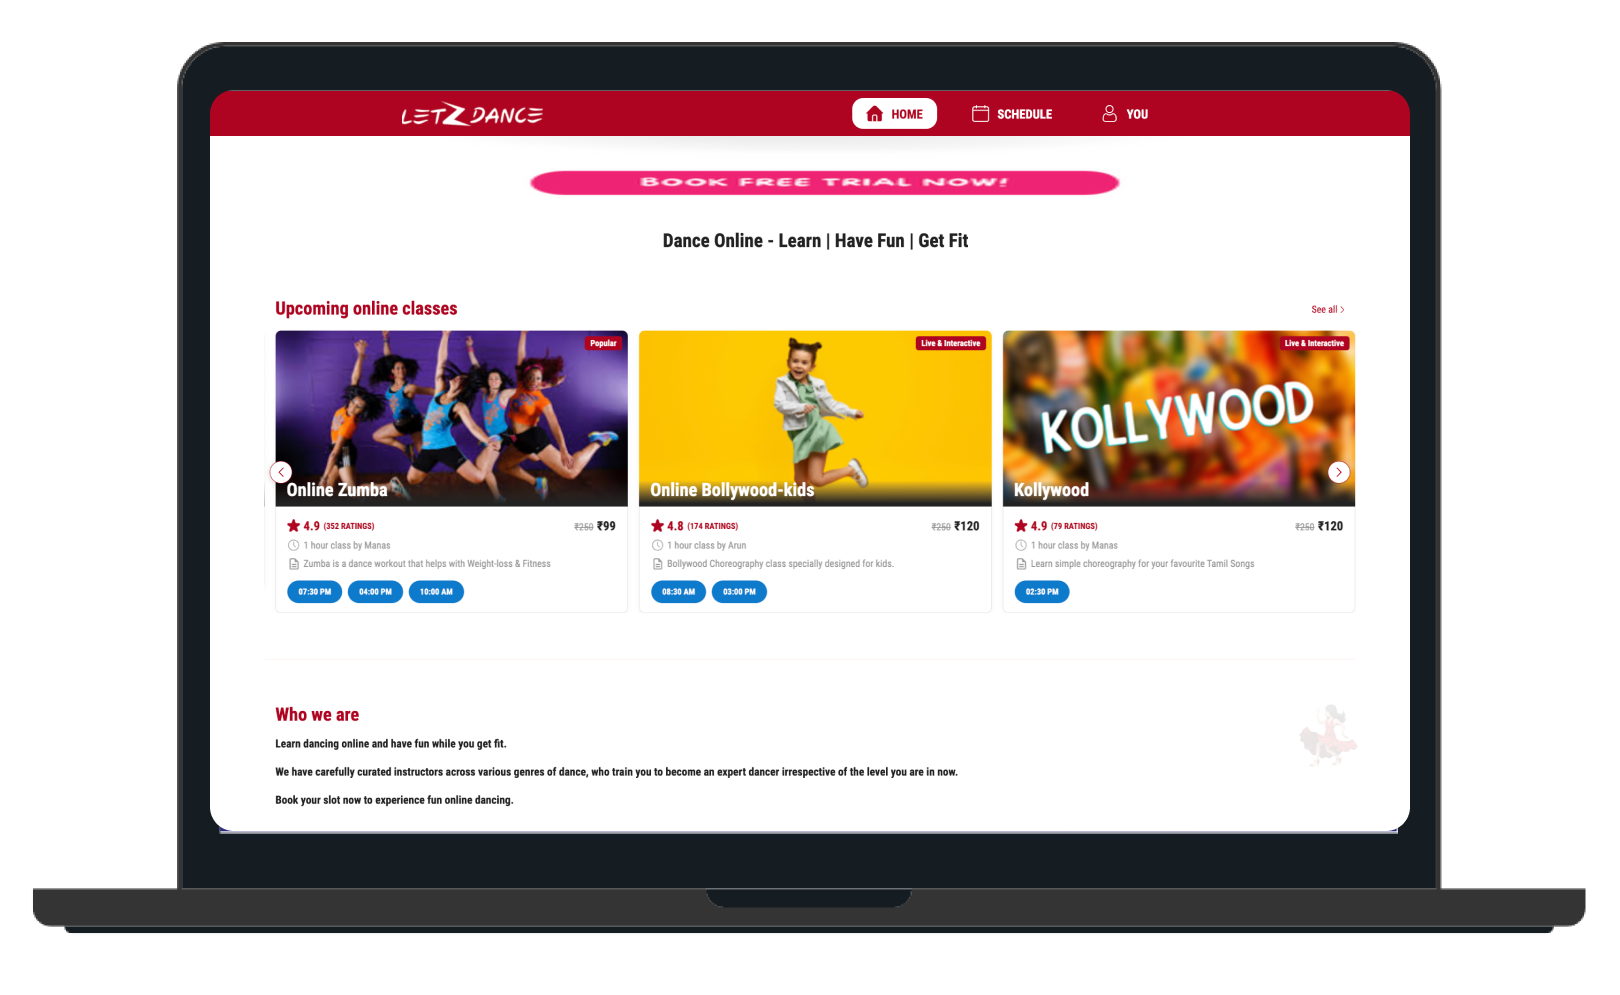 LETZ DANCE
HOME
SCHEDULE
YOU
BOOK FREE TRIAL NOW!
Dance Online - Learn | Have Fun | Get Fit
Upcoming online classes
See all
Popular
Online Zumba
4.9 (352 RATINGS)
₹250 ₹99
1 hour class by Manas
Zumba is a dance workout that helps with Weight-loss & Fitness
07:30 PM
04:00 PM
10:00 AM
Live & Interactive
Online Bollywood-kids
4.8 (174 RATINGS)
₹250 ₹120
1 hour class by Arun
Bollywood Choreography class specially designed for kids.
08:30 AM
03:00 PM
Live & Interactive
KOLLYWOOD
Kollywood
4.9 (79 RATINGS)
₹250 ₹120
1 hour class by Manas
Learn simple choreography for your favourite Tamil Songs
02:30 PM
Who we are
Learn dancing online and have fun while you get fit.
We have carefully curated instructors across various genres of dance, who train you to become an expert dancer irrespective of the level you are in now.
Book your slot now to experience fun online dancing.